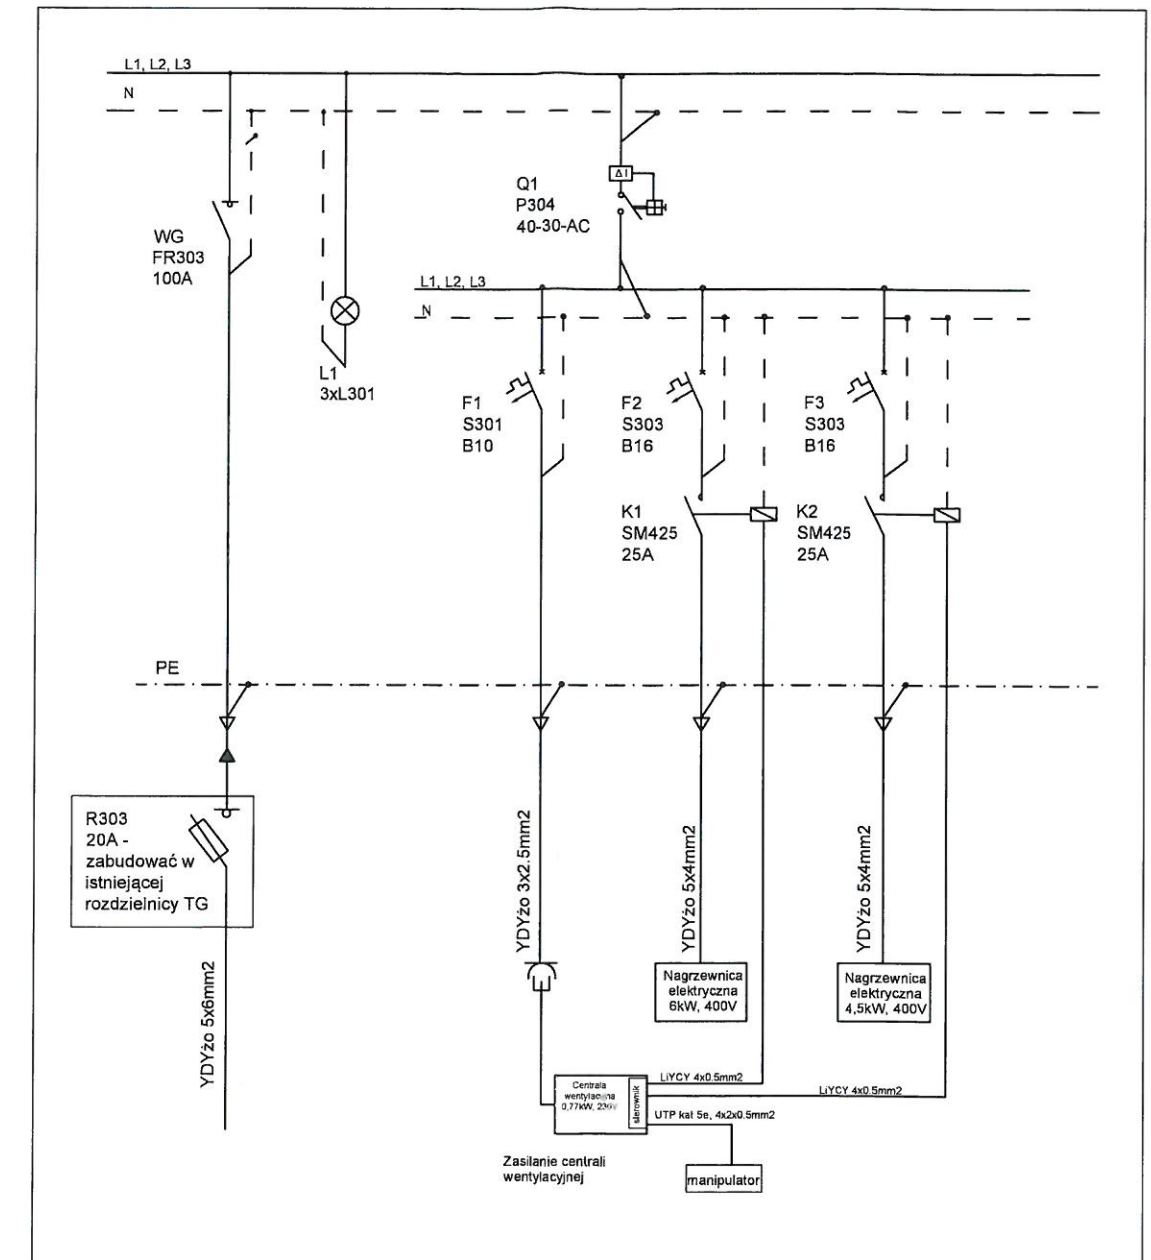 L1, L2, L3
N
Q1
P304
40-30-AC
ΔI
WG
FR303
100A
L1, L2, L3
N
L1
3xL301
F1
S301
B10
F2
S303
B16
F3
S303
B16
K1
SM425
25A
K2
SM425
25A
PE
R303
20A -
zabudować w
istniejącej
rozdzielnicy TG
YDYżo 5x6mm2
YDYżo 3x2.5mm2
YDYżo 5x4mm2
YDYżo 5x4mm2
Nagrzewnica
elektryczna
6kW, 400V
Nagrzewnica
elektryczna
4,5kW, 400V
Centrala
wentylacyjna
0,77kW, 230V
sterownik
LiYCY 4x0.5mm2
LiYCY 4x0.5mm2
UTP kat 5e, 4x2x0.5mm2
Zasilanie centrali
wentylacyjnej
manipulator